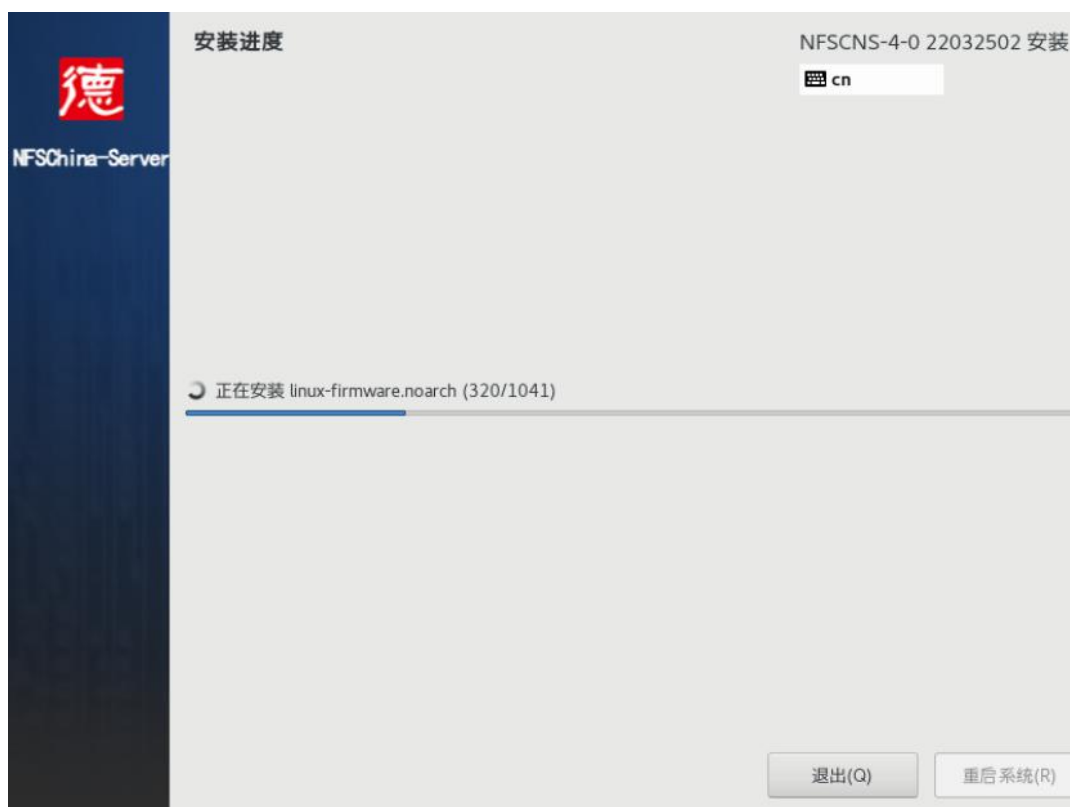 安装进度
NFSCNS-4-0 22032502 安装
cn
德
NFSChina-Server
正在安装 linux-firmware.noarch (320/1041)
退出(Q)
重启系统(R)